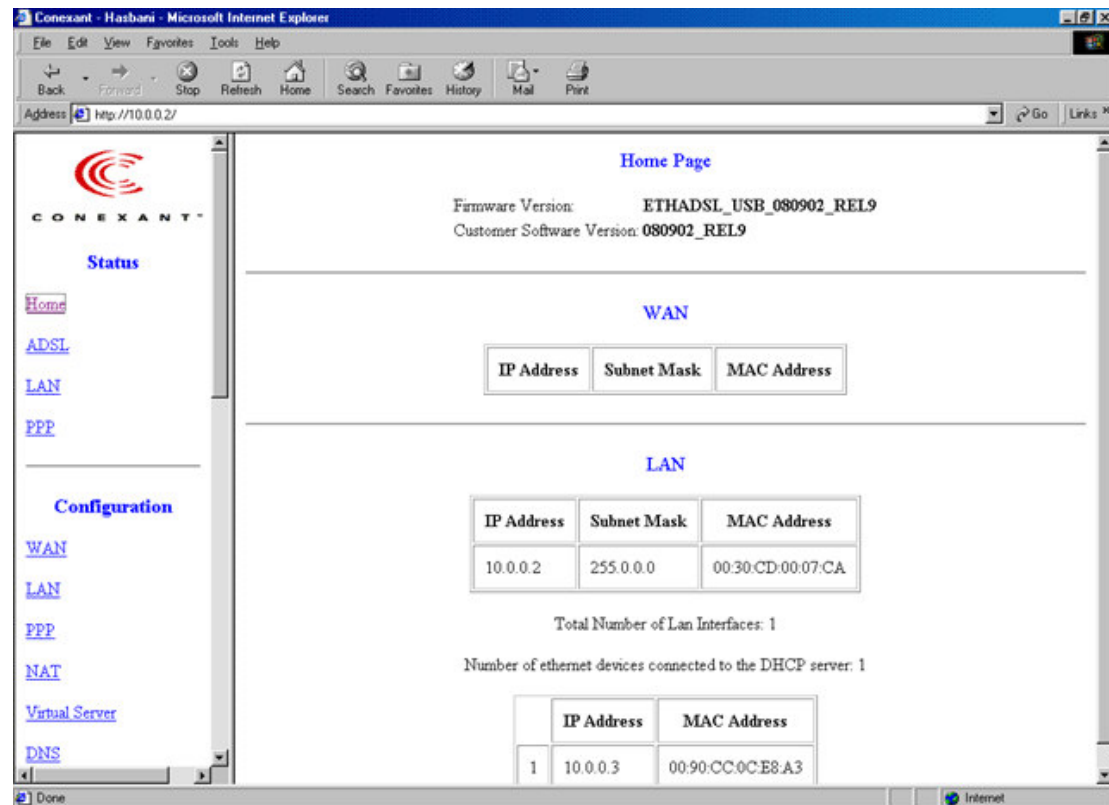 Conexant - Hasbani - Microsoft Internet Explorer
File Edit View Favorites Tools Help
Back Forward Stop Refresh Home Search Favorites History Mail Print
Address http://10.0.0.2/ Go Links »
CONEXANT™
Status
Home
ADSL
LAN
PPP
Configuration
WAN
LAN
PPP
NAT
Virtual Server
DNS
Home Page
Firmware Version: ETHADSL_USB_080902_REL9
Customer Software Version: 080902_REL9
WAN
IP Address Subnet Mask MAC Address
LAN
IP Address Subnet Mask MAC Address
10.0.0.2 255.0.0.0 00:30:CD:00:07:CA
Total Number of Lan Interfaces: 1
Number of ethernet devices connected to the DHCP server: 1
IP Address MAC Address
1 10.0.0.3 00:90:CC:0C:E8:A3
Done Internet